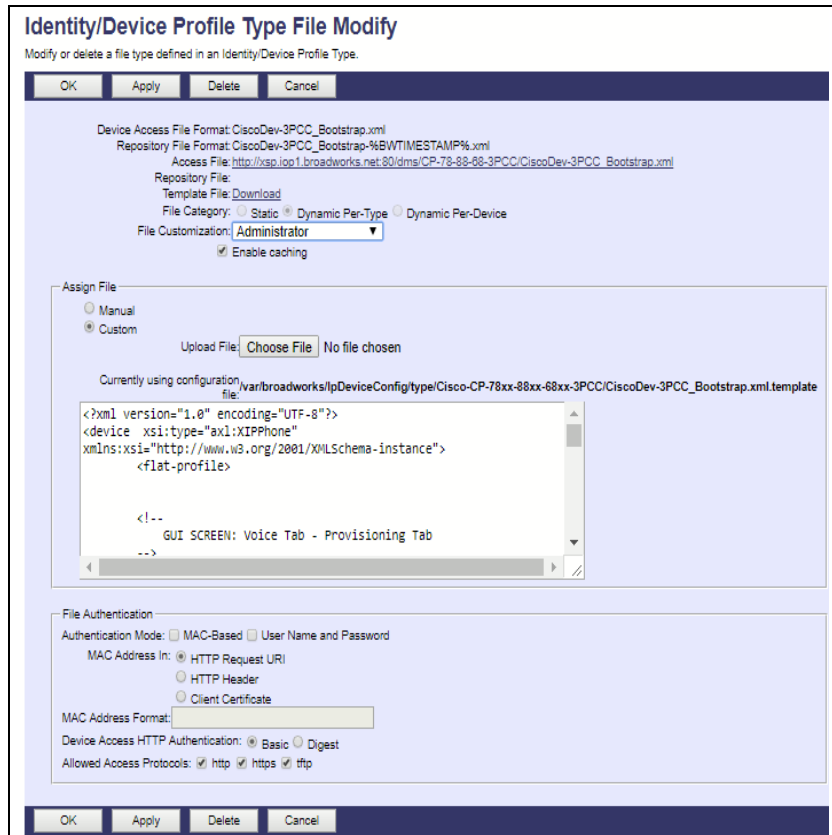 Identity/Device Profile Type File Modify
Modify or delete a file type defined in an Identity/Device Profile Type.
OK Apply Delete Cancel
Device Access File Format: CiscoDev-3PCC_Bootstrap.xml
Repository File Format: CiscoDev-3PCC_Bootstrap-%BWTIMESTAMP%.xml
Access File: http://xsp.iop1.broadworks.net:80/dms/CP-78-88-68-3PCC/CiscoDev-3PCC_Bootstrap.xml
Repository File:
Template File: Download
File Category: Static Dynamic Per-Type Dynamic Per-Device
File Customization: Administrator
Enable caching
Assign File
Manual
Custom
Upload File: Choose File No file chosen
Currently using configuration
file: /var/broadworks/IpDeviceConfig/type/Cisco-CP-78xx-88xx-68xx-3PCC/CiscoDev-3PCC_Bootstrap.xml.template
<?xml version="1.0" encoding="UTF-8"?>
<device xsi:type="axl:XIPPhone"
xmlns:xsi="http://www.w3.org/2001/XMLSchema-instance">
<flat-profile>
<!--
GUI SCREEN: Voice Tab - Provisioning Tab
-->
File Authentication
Authentication Mode: MAC-Based User Name and Password
MAC Address In: HTTP Request URI
HTTP Header
Client Certificate
MAC Address Format:
Device Access HTTP Authentication: Basic Digest
Allowed Access Protocols: http https tftp
OK Apply Delete Cancel